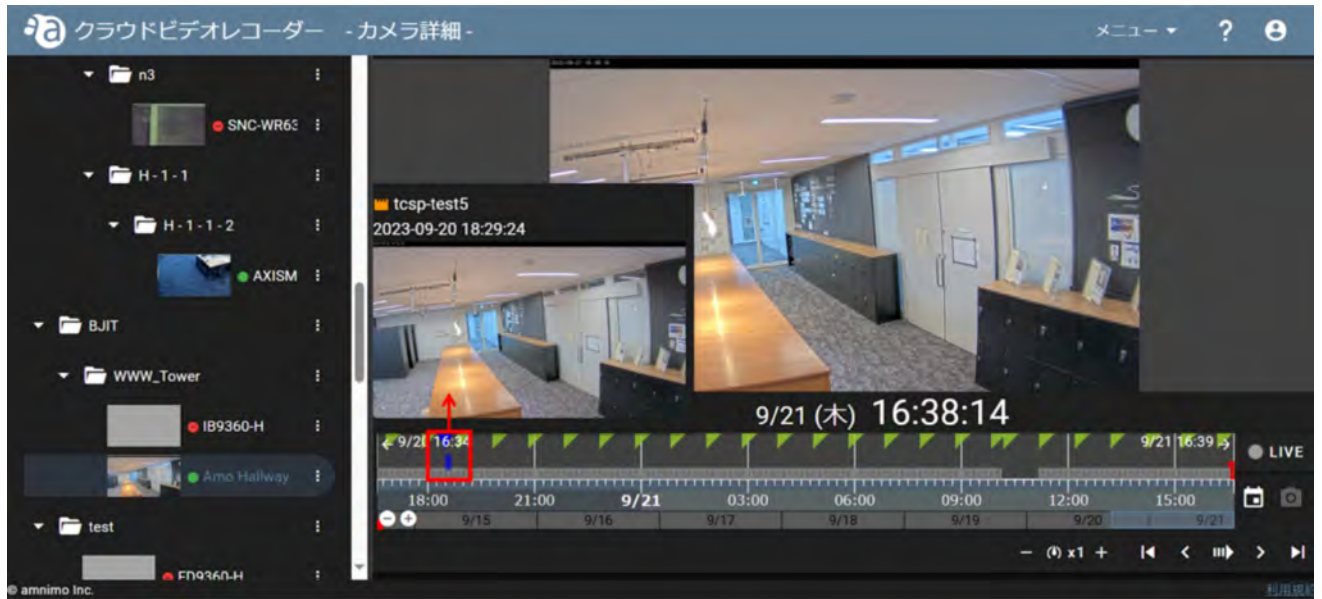 クラウドビデオレコーダー - カメラ詳細 -
メニュー ?
n3
SNC-WR63
H-1-1
H-1-1-2
AXISM
BJIT
WWW_Tower
IB9360-H
Amo Hallway
test
FD9360-H
tcsp-test5
2023-09-20 18:29:24
9/21 (木) 16:38:14
9/20 16:34
9/21 16:39
LIVE
18:00 21:00 9/21 03:00 06:00 09:00 12:00 15:00
9/15 9/16 9/17 9/18 9/19 9/20 9/21
x1
© amnimo Inc.
利用規約